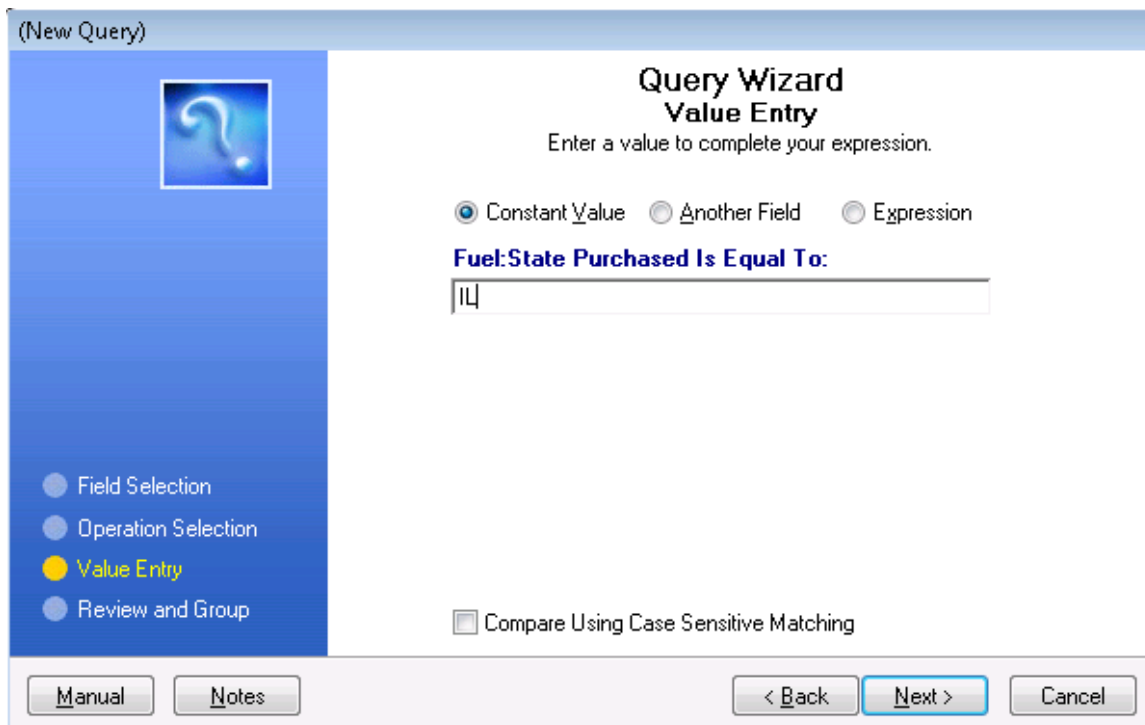 (New Query)
Query Wizard
Value Entry
Enter a value to complete your expression.
Constant Value Another Field Expression
Fuel:State Purchased Is Equal To:
IL
Field Selection
Operation Selection
Value Entry
Review and Group
Compare Using Case Sensitive Matching
Manual Notes < Back Next > Cancel